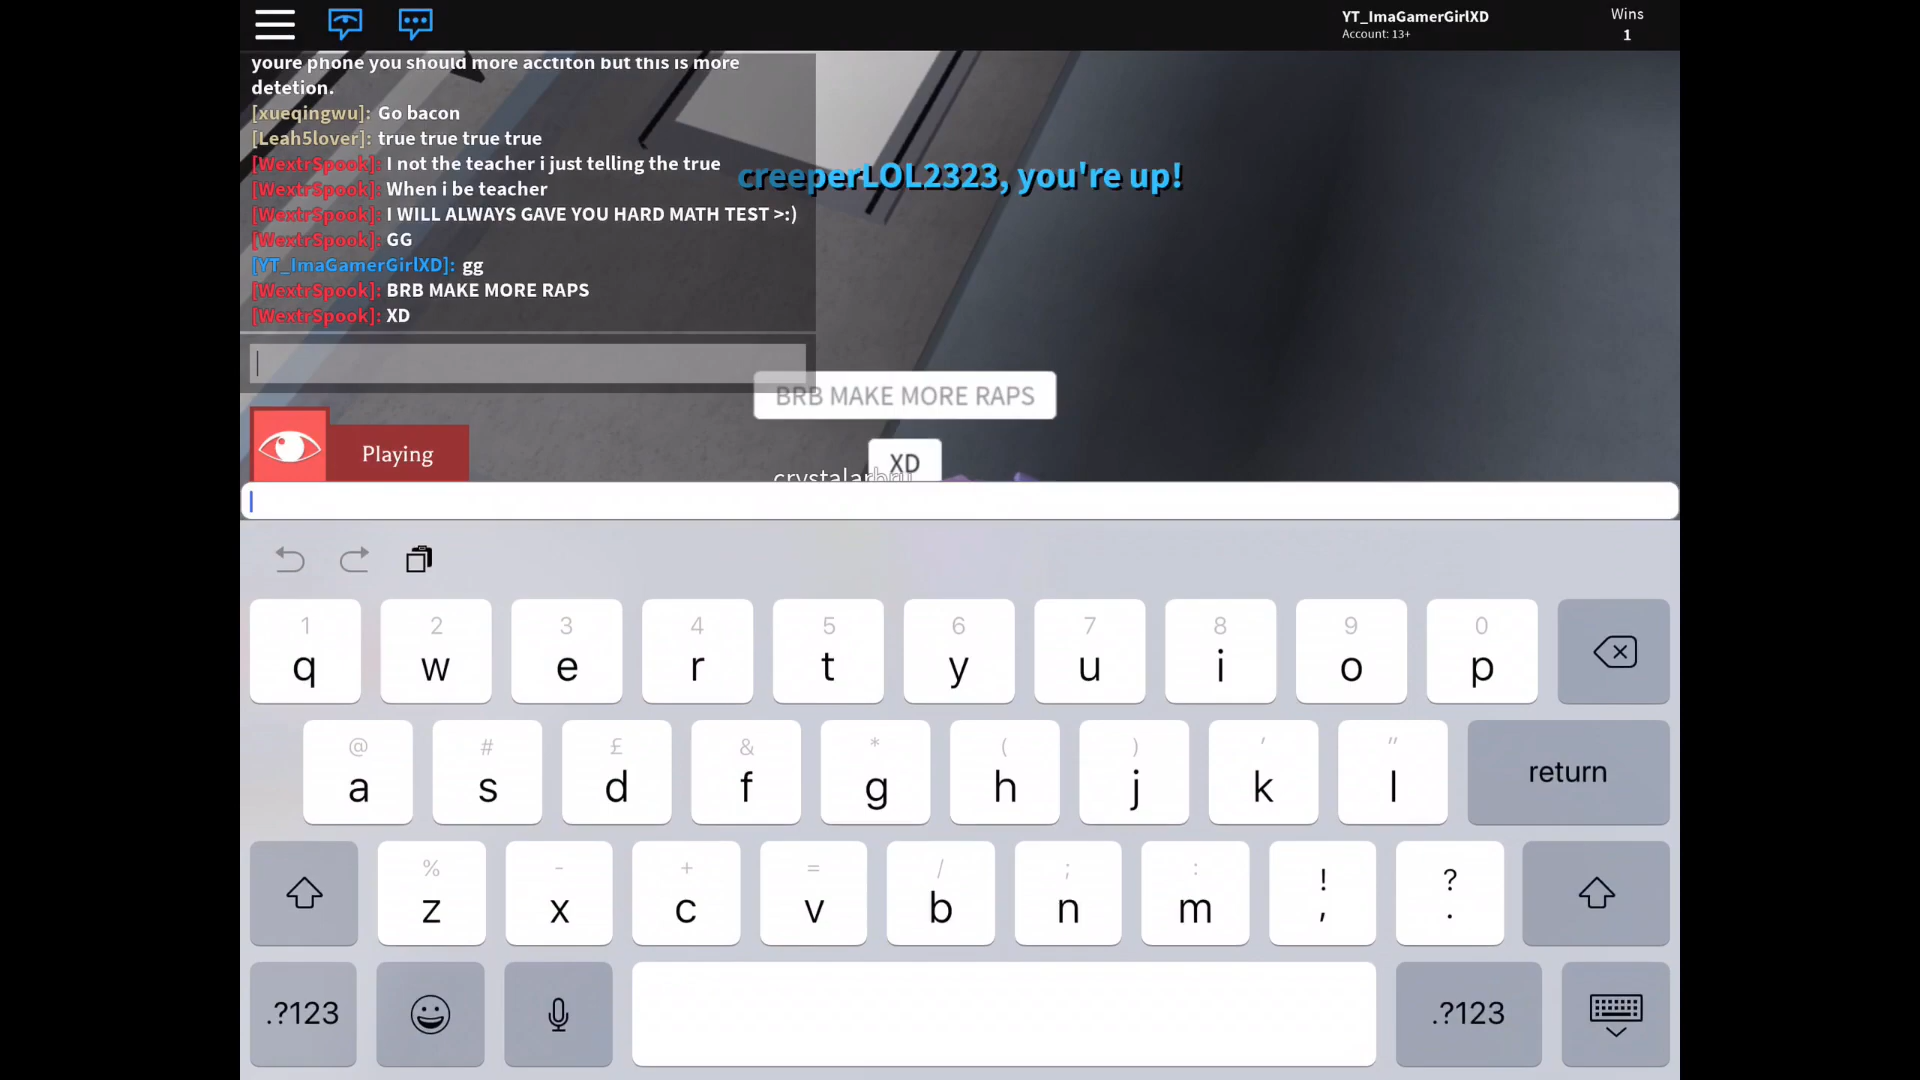 YT_ImaGamerGirlXD
Account: 13+
Wins
1
youre phone you should more acctiton but this is more
detetion.
[xueqingwu]: Go bacon
[Leah5lover]: true true true true
[WextrSpook]: I not the teacher i just telling the true
[WextrSpook]: When i be teacher
[WextrSpook]: I WILL ALWAYS GAVE YOU HARD MATH TEST >:)
[WextrSpook]: GG
[YT_ImaGamerGirlXD]: gg
[WextrSpook]: BRB MAKE MORE RAPS
[WextrSpook]: XD
creeperLOL2323, you're up!
BRB MAKE MORE RAPS
XD
Playing
1 2 3 4 5 6 7 8 9 0
q w e r t y u i o p
@ # £ & * ( ) ' "
a s d f g h j k l return
% - + = / ; : ! ?
z x c v b n m , .
.?123 .?123